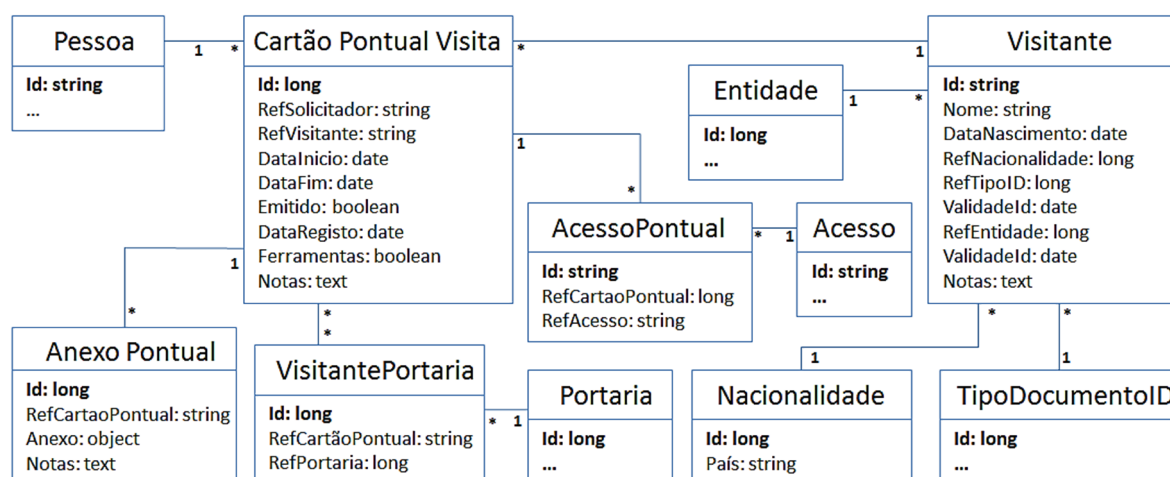 Pessoa
Id: string
...
1
*
Cartão Pontual Visita
Id: long
RefSolicitador: string
RefVisitante: string
DataInicio: date
DataFim: date
Emitido: boolean
DataRegisto: date
Ferramentas: boolean
Notas: text
*
1
Visitante
Id: string
Nome: string
DataNascimento: date
RefNacionalidade: long
RefTipoID: long
ValidadeId: date
RefEntidade: long
ValidadeId: date
Notas: text
Entidade
Id: long
...
1
*
1
*
AcessoPontual
Id: string
RefCartaoPontual: long
RefAcesso: string
*
1
Acesso
Id: string
...
1
*
Anexo Pontual
Id: long
RefCartaoPontual: string
Anexo: object
Notas: text
*
*
VisitantePortaria
Id: long
RefCartãoPontual: string
RefPortaria: long
*
1
Portaria
Id: long
...
*
1
Nacionalidade
Id: long
País: string
*
1
TipoDocumentoID
Id: long
...